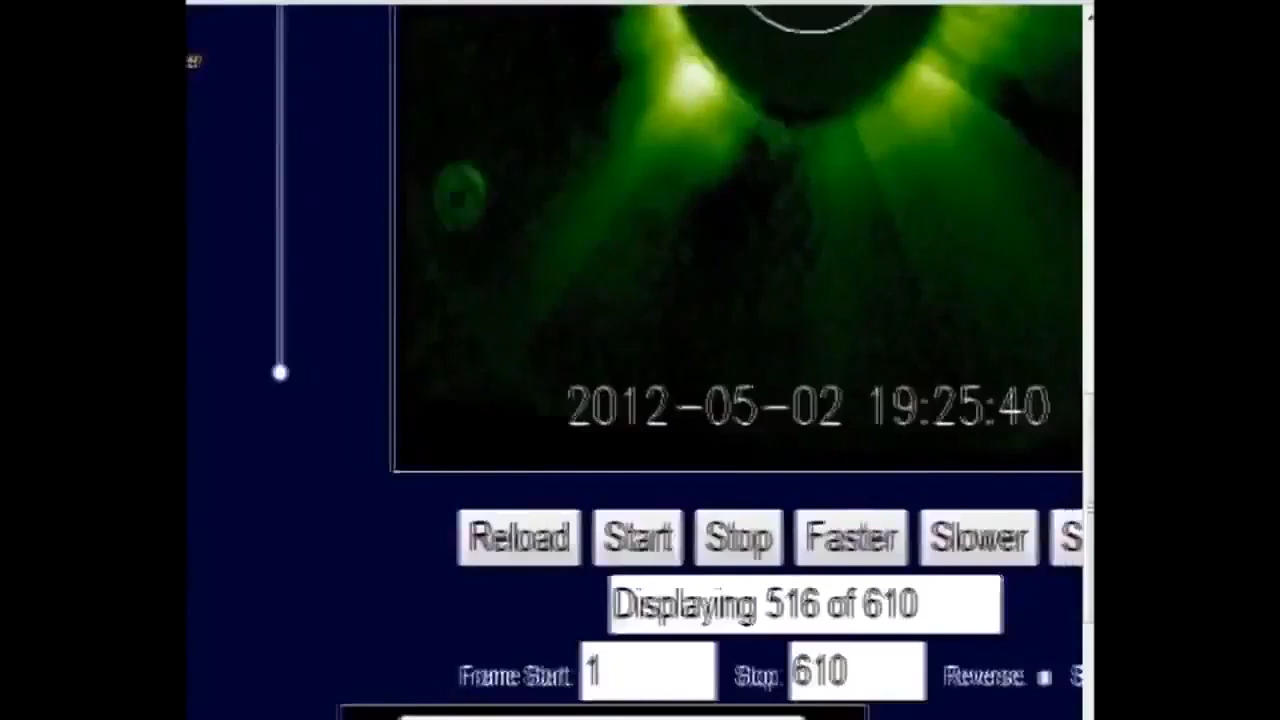 2012-05-02 19:25:40
Reload Start Stop Faster Slower S
Displaying 516 of 610
Frame Start: 1 Stop: 610 Reverse: S